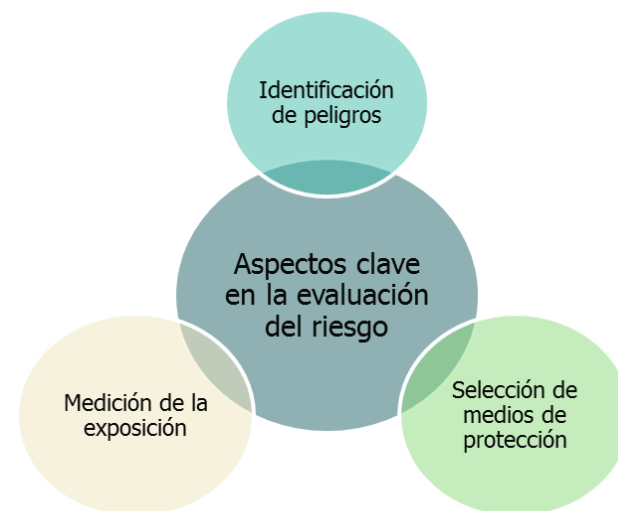 Identificación
de peligros
Aspectos clave
en la evaluación
del riesgo
Medición de la
exposición
Selección de
medios de
protección